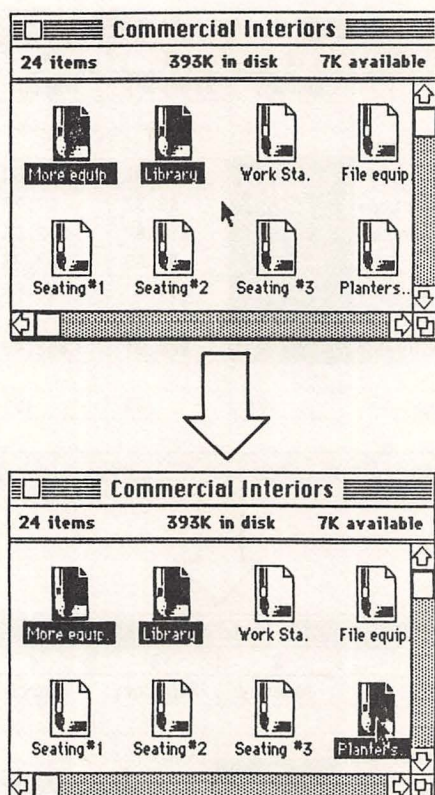 Commercial Interiors
24 items 393K in disk 7K available
More equip. Library Work Sta. File equip
Seating #1 Seating #2 Seating #3 Planters..
Commercial Interiors
24 items 393K in disk 7K available
More equip. Library Work Sta. File equip.
Seating #1 Seating #2 Seating #3 Planters..